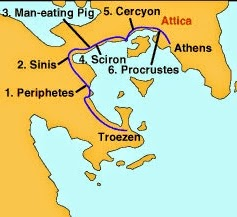 3. Man-eating Pig
5. Cercyon
Attica
2. Sinis
4. Sciron
Athens
6. Procrustes
1. Periphetes
Troezen